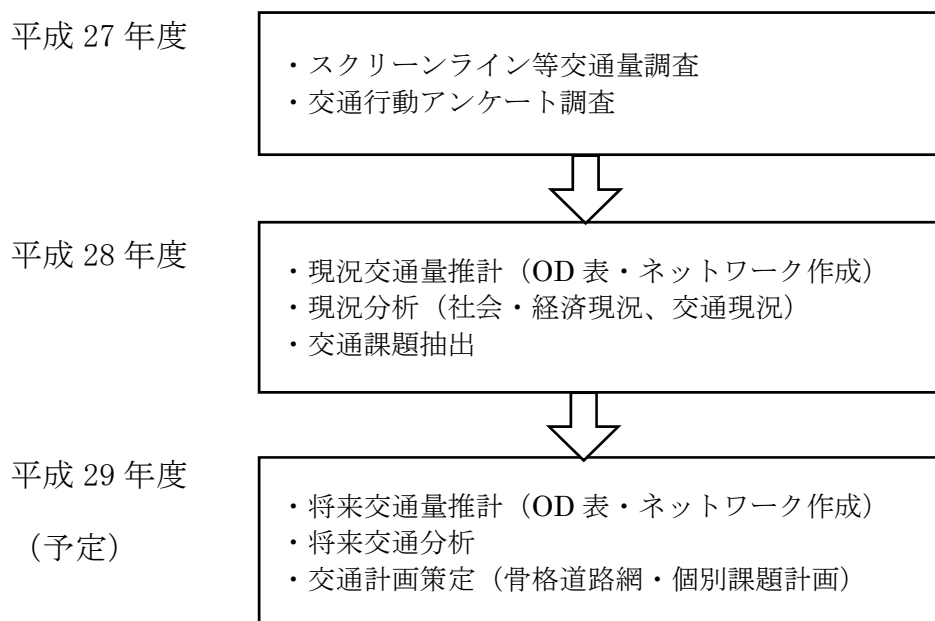 平成 27 年度
・スクリーンライン等交通量調査
・交通行動アンケート調査
平成 28 年度
・現況交通量推計（OD 表・ネットワーク作成）
・現況分析（社会・経済現況、交通現況）
・交通課題抽出
平成 29 年度
（予定）
・将来交通量推計（OD 表・ネットワーク作成）
・将来交通分析
・交通計画策定（骨格道路網・個別課題計画）